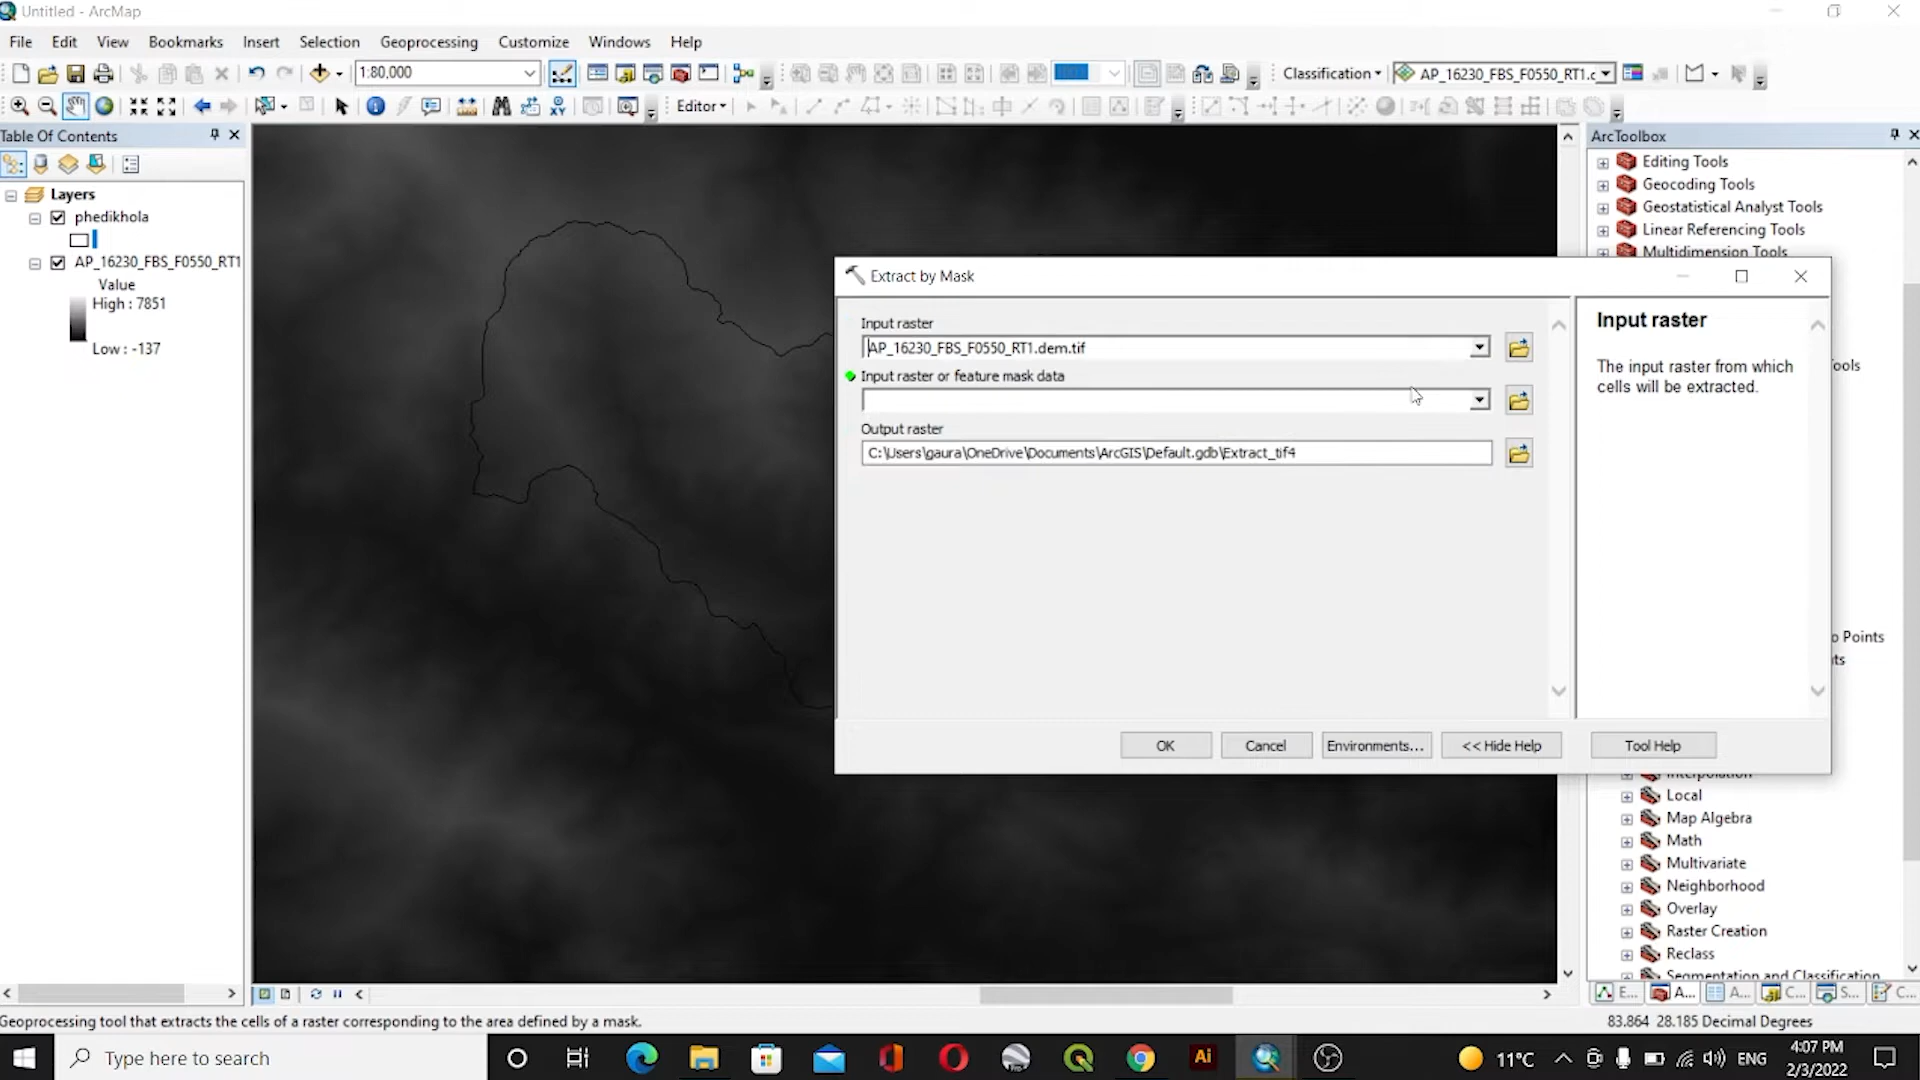 Untitled - ArcMap
File Edit View Bookmarks Insert Selection Geoprocessing Customize Windows Help
1:80,000
Classification
AP_16230_FBS_F0550_RT1.c
Editor
Table Of Contents
Layers
phedikhola
AP_16230_FBS_F0550_RT1
Value
High : 7851
Low : -137
Extract by Mask
Input raster
AP_16230_FBS_F0550_RT1.dem.tif
Input raster or feature mask data
Output raster
C:\Users\gaura\OneDrive\Documents\ArcGIS\Default.gdb\Extract_tif4
OK
Cancel
Environments...
<< Hide Help
Tool Help
Input raster
The input raster from which
cells will be extracted.
ArcToolbox
Editing Tools
Geocoding Tools
Geostatistical Analyst Tools
Linear Referencing Tools
Multidimension Tools
ools
o Points
ts
Interpolation
Local
Map Algebra
Math
Multivariate
Neighborhood
Overlay
Raster Creation
Reclass
Segmentation and Classification
E...
A...
A...
C...
S...
C...
Geoprocessing tool that extracts the cells of a raster corresponding to the area defined by a mask.
83.864 28.185 Decimal Degrees
Type here to search
Pro
Ai
11°C
ENG
4:07 PM
2/3/2022